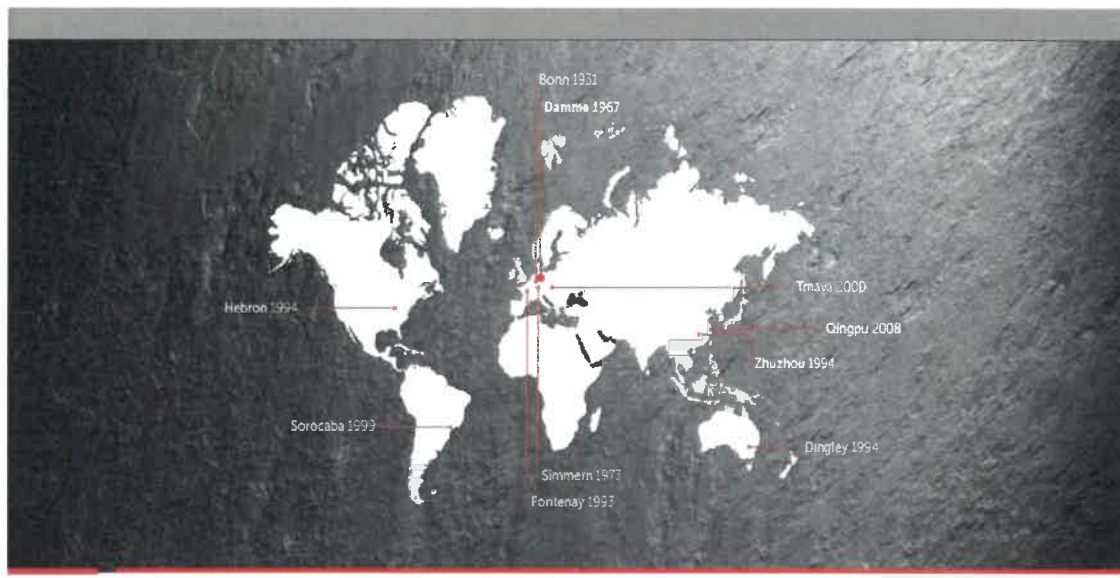 Bonn 1931
Damme 1967
Hebron 1994
Trnava 2000
Qingpu 2008
Zhuzhou 1994
Sorocaba 1999
Dingley 1994
Simmern 1973
Fontenay 1993